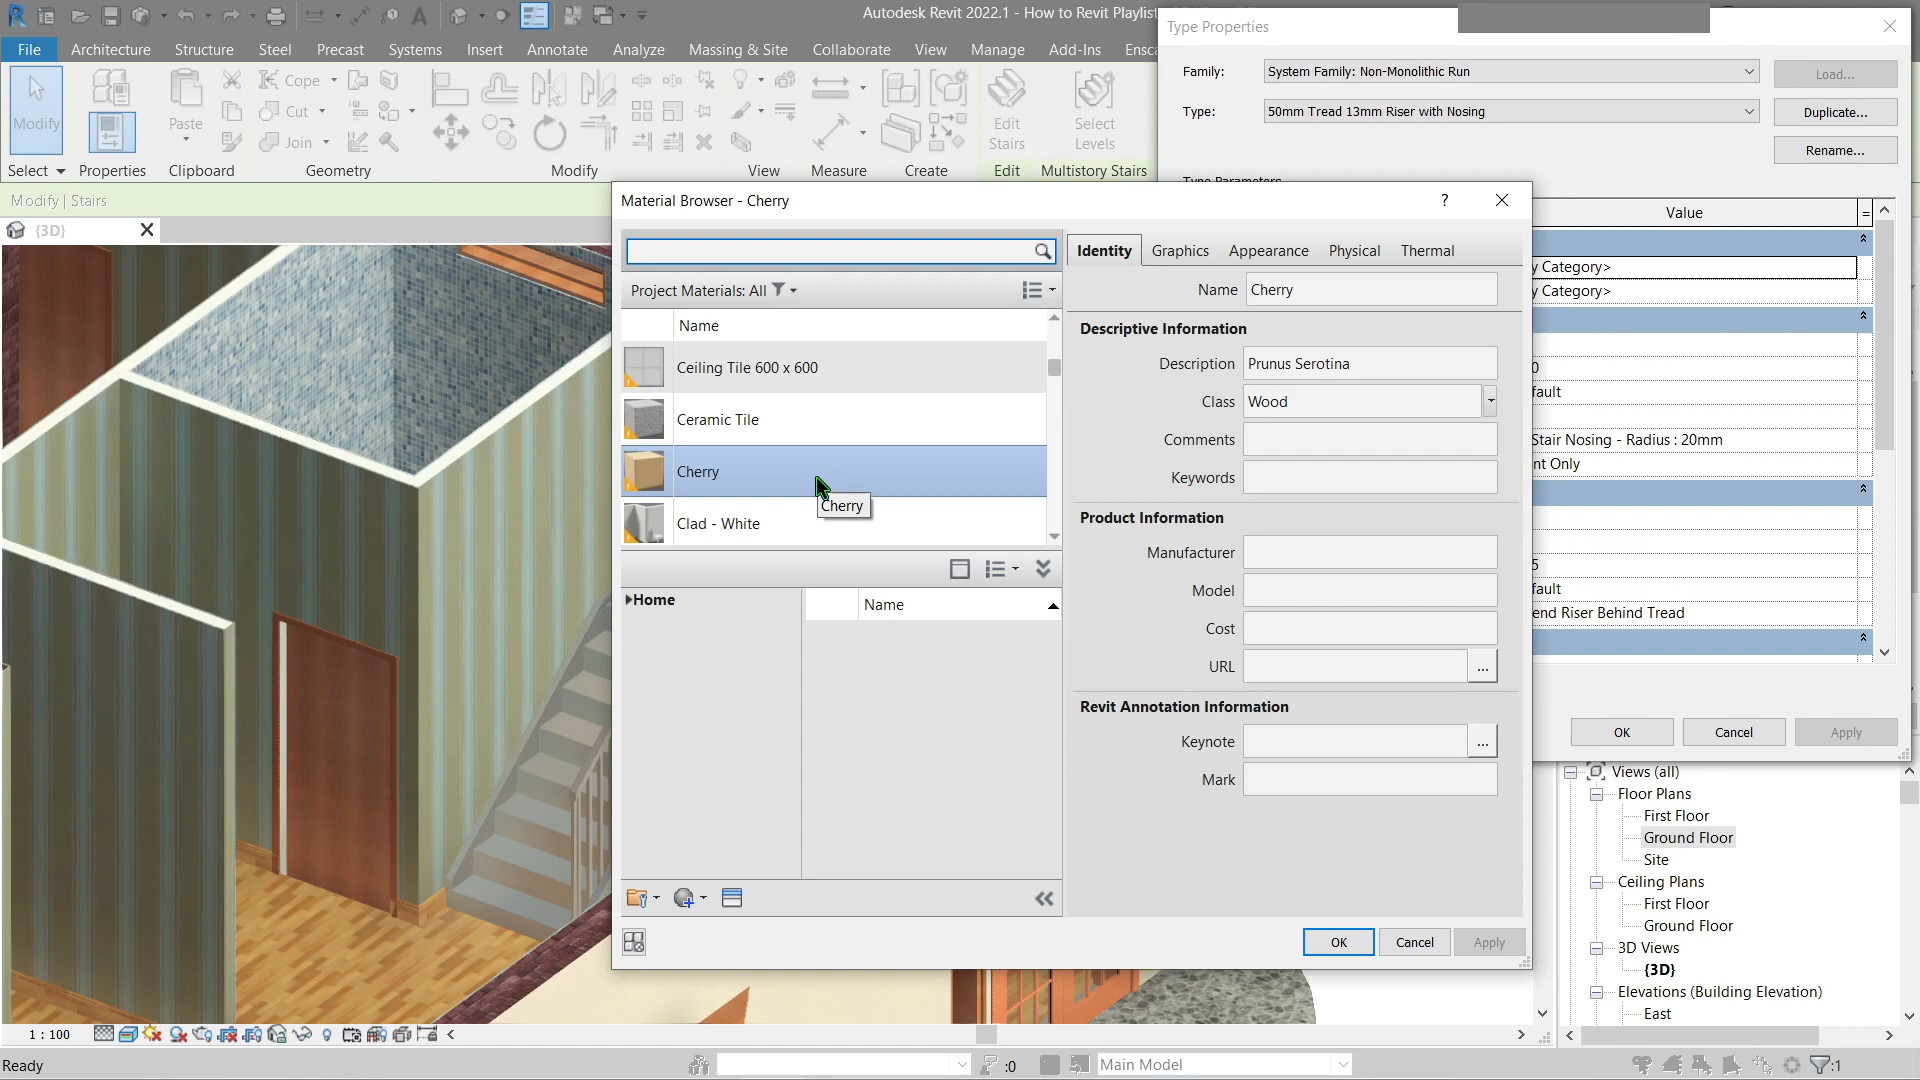 Autodesk Revit 2022.1 - How to Revit Playlist
File Architecture Structure Steel Precast Systems Insert Annotate Analyze Massing & Site Collaborate View Manage Add-Ins
Modify
Paste
Cope
Cut
Join
Edit Stairs
Select Levels
Select Properties Clipboard Geometry Modify View Measure Create Edit Multistory Stairs
Modify | Stairs
{3D}
Type Properties
Family: System Family: Non-Monolithic Run Load...
Type: 50mm Tread 13mm Riser with Nosing Duplicate...
Rename...
Value =
y Category>
y Category>
0
fault
Stair Nosing - Radius : 20mm
nt Only
5
fault
end Riser Behind Tread
OK Cancel Apply
Material Browser - Cherry ?
Project Materials: All
Name
Ceiling Tile 600 x 600
Ceramic Tile
Cherry
Cherry
Clad - White
Home
Name
Identity Graphics Appearance Physical Thermal
Name Cherry
Descriptive Information
Description Prunus Serotina
Class Wood
Comments
Keywords
Product Information
Manufacturer
Model
Cost
URL ...
Revit Annotation Information
Keynote ...
Mark
OK Cancel Apply
Views (all)
Floor Plans
First Floor
Ground Floor
Site
Ceiling Plans
First Floor
Ground Floor
3D Views
{3D}
Elevations (Building Elevation)
East
1 : 100
Ready
:0
Main Model
:1